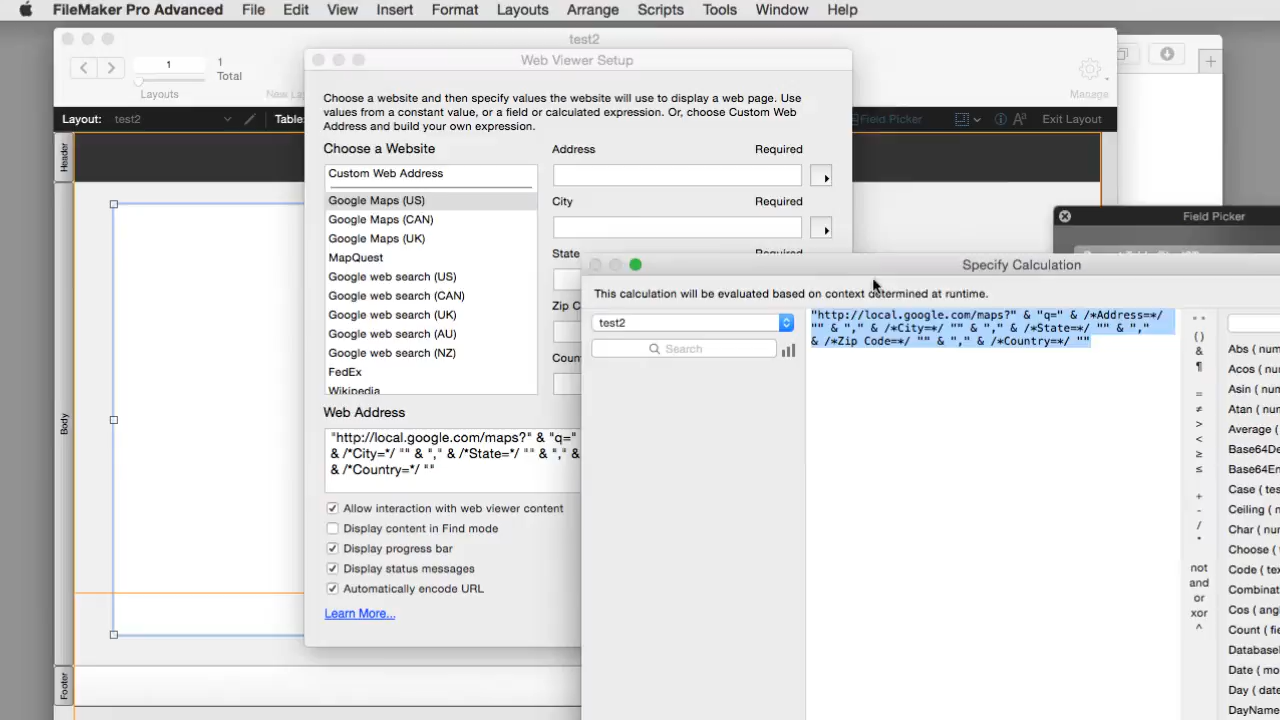 FileMaker Pro Advanced File Edit View Insert Format Layouts Arrange Scripts Tools Window Help
test2
1
1
Total
Layouts
Manage
Layout: test2
Field Picker
Exit Layout
Header
Body
Footer
Web Viewer Setup
Choose a website and then specify values the website will use to display a web page. Use
values from a constant value, or a field or calculated expression. Or, choose Custom Web
Address and build your own expression.
Choose a Website
Custom Web Address
Google Maps (US)
Google Maps (CAN)
Google Maps (UK)
MapQuest
Google web search (US)
Google web search (CAN)
Google web search (UK)
Google web search (AU)
Google web search (NZ)
FedEx
Wikipedia
Address Required
City Required
State
Zip C
Coun
Web Address
"http://local.google.com/maps?" & "q="
& /*City=*/ "" & "," & /*State=*/ "" & "," &
& /*Country=*/ ""
Allow interaction with web viewer content
Display content in Find mode
Display progress bar
Display status messages
Automatically encode URL
Learn More...
Field Picker
Specify Calculation
This calculation will be evaluated based on context determined at runtime.
test2
Search
"http://local.google.com/maps?" & "q=" & /*Address=*/
"" & "," & /*City=*/ "" & "," & /*State=*/ "" & ","
& /*Zip Code=*/ "" & "," & /*Country=*/ ""
" "
( )
&
¶
=
≠
>
<
≥
≤
+
-
/
*
not
and
or
xor
^
Abs ( num
Acos ( nu
Asin ( num
Atan ( num
Average (
Base64De
Base64En
Case ( tes
Ceiling ( n
Char ( num
Choose ( t
Code ( tex
Combinat
Cos ( angl
Count ( fie
Database
Date ( mo
Day ( date
DayName